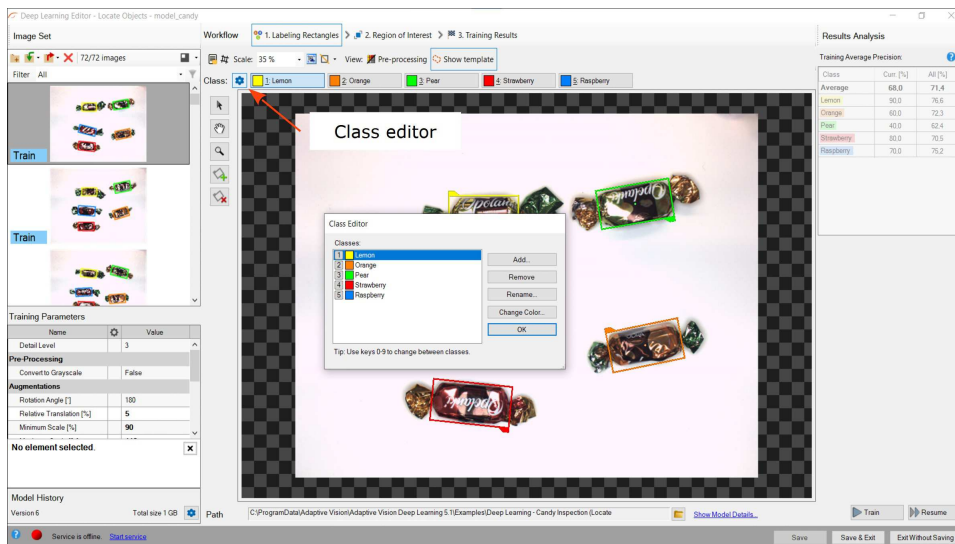 Deep Learning Editor - Locate Objects - model_candy
Image Set
Workflow
1. Labeling Rectangles
2. Region of Interest
3. Training Results
Results Analysis
72/72 images
Scale: 35 %
View:
Pre-processing
Show template
Training Average Precision:
Filter All
Class:
1: Lemon
2: Orange
3: Pear
4: Strawberry
5: Raspberry
Class Curr. [%] All [%]
Average 68,0 71,4
Lemon 90,0 76,6
Orange 60,0 72,3
Pear 40,0 62,4
Strawberry 80,0 70,5
Raspberry 70,0 75,2
Class editor
Train
Train
Class Editor
Classes:
1 Lemon
2 Orange
3 Pear
4 Strawberry
5 Raspberry
Add...
Remove
Rename...
Change Color...
OK
Tip: Use keys 0-9 to change between classes.
Training Parameters
Name Value
Detail Level 3
Pre-Processing
Convert to Grayscale False
Augmentations
Rotation Angle [°] 180
Relative Translation [%] 5
Minimum Scale [%] 90
No element selected.
Model History
Version 6 Total size 1 GB
Path
C:\ProgramData\Adaptive Vision\Adaptive Vision Deep Learning 5.1\Examples\Deep Learning - Candy Inspection (Locate
Show Model Details...
Train
Resume
Service is offline. Start service
Save
Save & Exit
Exit Without Saving